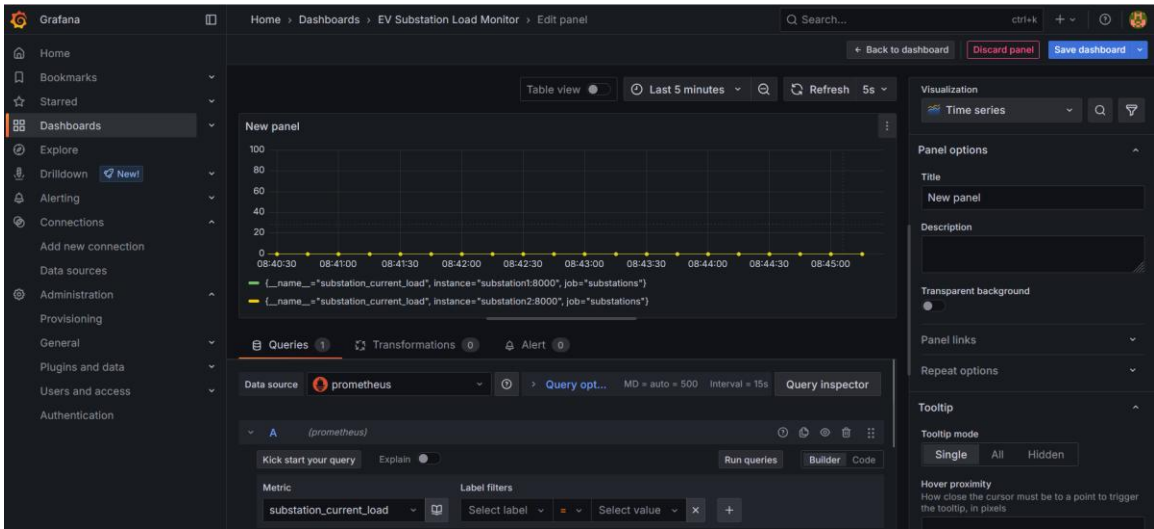 Grafana
Home › Dashboards › EV Substation Load Monitor › Edit panel
Search...
ctrl+k
← Back to dashboard
Discard panel
Save dashboard
Home
Bookmarks
Starred
Dashboards
Explore
Drilldown
New!
Alerting
Connections
Add new connection
Data sources
Administration
Provisioning
General
Plugins and data
Users and access
Authentication
Table view
Last 5 minutes
Refresh 5s
New panel
100
80
60
40
20
0
08:40:30 08:41:00 08:41:30 08:42:00 08:42:30 08:43:00 08:43:30 08:44:00 08:44:30 08:45:00
{__name__="substation_current_load", instance="substation1:8000", job="substations"}
{__name__="substation_current_load", instance="substation2:8000", job="substations"}
Queries 1
Transformations 0
Alert 0
Data source
prometheus
› Query opt...
MD = auto = 500 Interval = 15s
Query inspector
A (prometheus)
Kick start your query
Explain
Run queries
Builder Code
Metric
substation_current_load
Label filters
Select label = Select value × +
Visualization
Time series
Panel options
Title
New panel
Description
Transparent background
Panel links
Repeat options
Tooltip
Tooltip mode
Single All Hidden
Hover proximity
How close the cursor must be to a point to trigger
the tooltip, in pixels